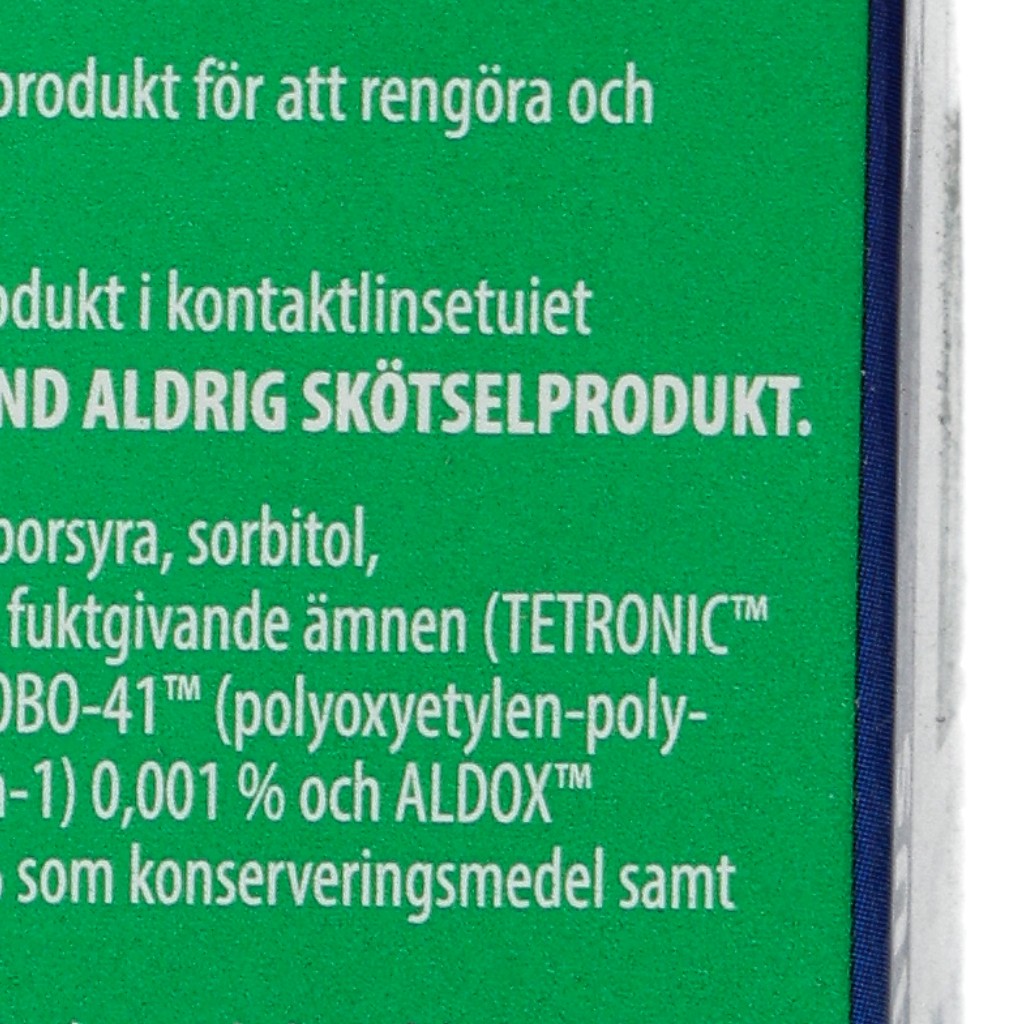 produkt för att rengöra och
odukt i kontaktlinsetuiet
ND ALDRIG SKÖTSELPRODUKT.
borsyra, sorbitol,
fuktgivande ämnen (TETRONIC™
OBO-41™ (polyoxyetylen-poly-
-1) 0,001 % och ALDOX™
som konserveringsmedel samt